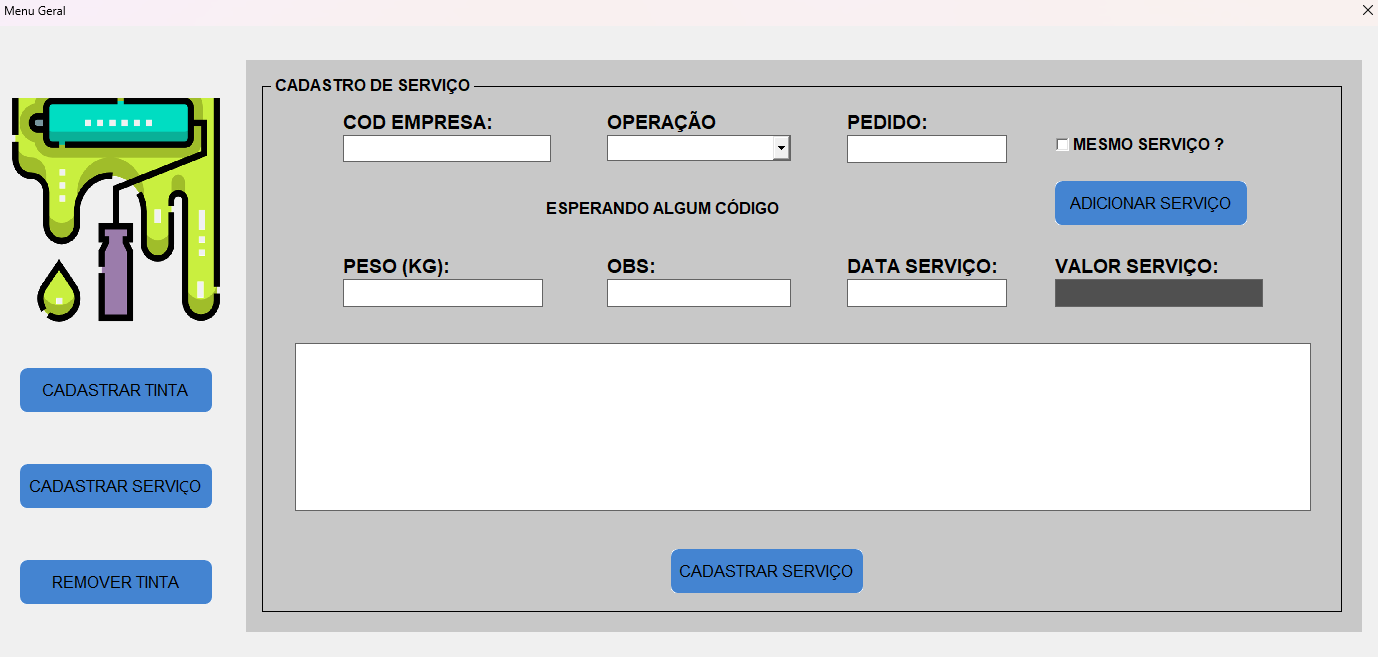 Menu Geral
CADASTRO DE SERVIÇO
COD EMPRESA:
OPERAÇÃO
PEDIDO:
MESMO SERVIÇO ?
ADICIONAR SERVIÇO
ESPERANDO ALGUM CÓDIGO
PESO (KG):
OBS:
DATA SERVIÇO:
VALOR SERVIÇO:
CADASTRAR TINTA
CADASTRAR SERVIÇO
REMOVER TINTA
CADASTRAR SERVIÇO